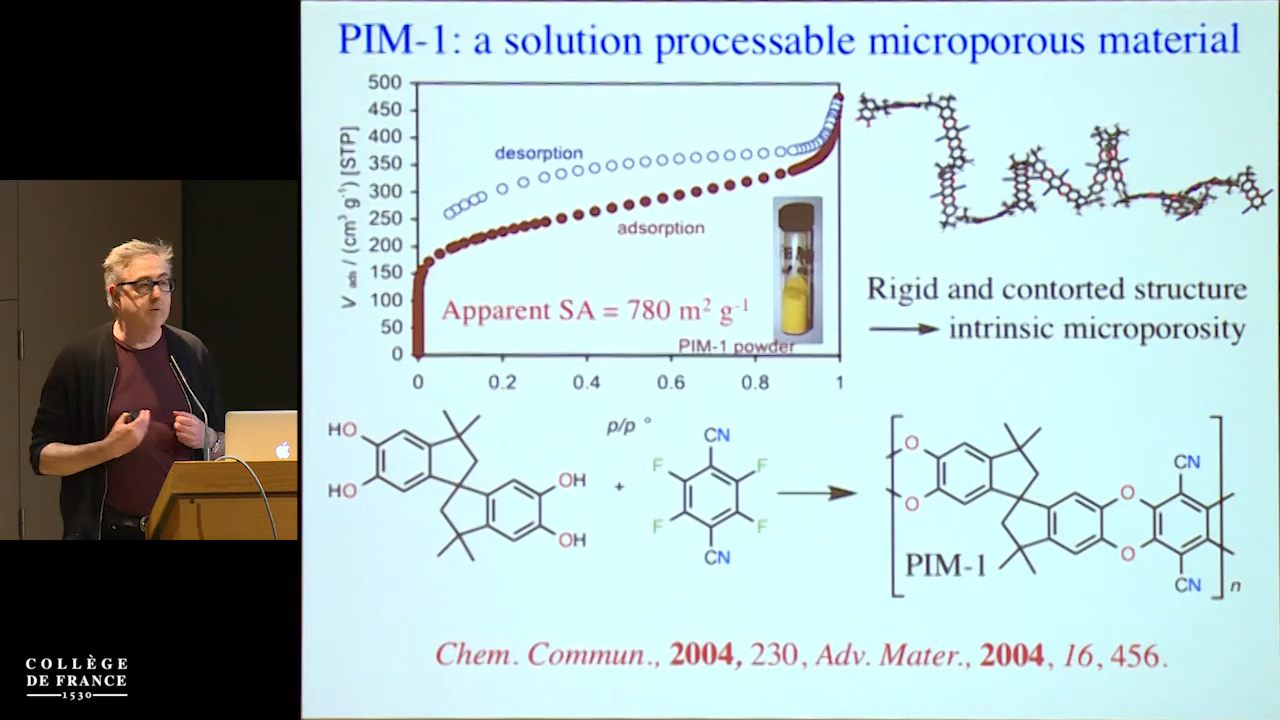 PIM-1: a solution processable microporous material
500
450
400
350
300
250
200
150
100
50
0
V ads / (cm³ g⁻¹) [STP]
desorption
adsorption
Apparent SA = 780 m² g⁻¹
PIM-1 powder
0 0.2 0.4 0.6 0.8 1
p/p °
Rigid and contorted structure
intrinsic microporosity
HO
HO
OH
OH
+
CN
F
F
F
F
CN
O
O
O
O
CN
CN
PIM-1
n
Chem. Commun., 2004, 230, Adv. Mater., 2004, 16, 456.
COLLÈGE
DE FRANCE
1530